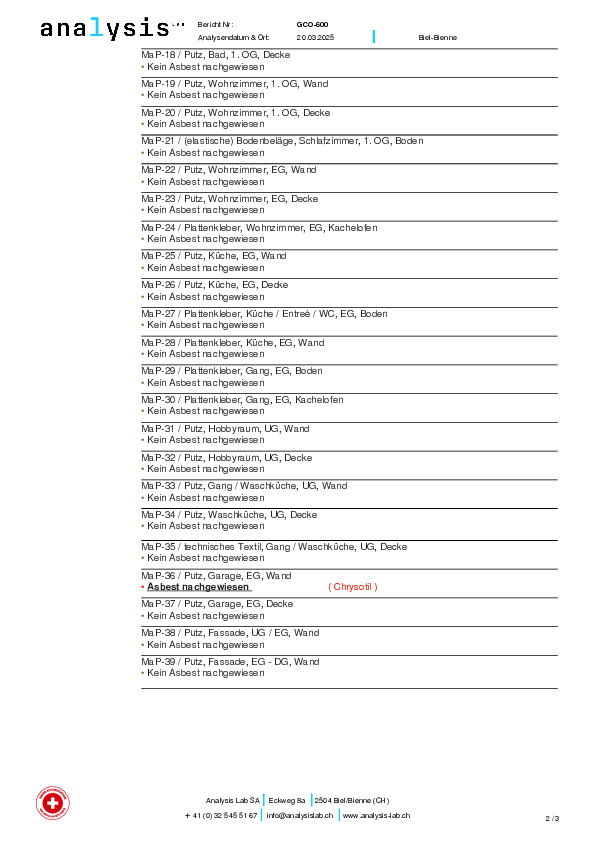 analysis
Bericht Nr: GCO-600
Analysendatum & Ort: 20.03.2025 Biel-Bienne
MaP-18 / Putz, Bad, 1. OG, Decke
• Kein Asbest nachgewiesen
MaP-19 / Putz, Wohnzimmer, 1. OG, Wand
• Kein Asbest nachgewiesen
MaP-20 / Putz, Wohnzimmer, 1. OG, Decke
• Kein Asbest nachgewiesen
MaP-21 / (elastische) Bodenbeläge, Schlafzimmer, 1. OG, Boden
• Kein Asbest nachgewiesen
MaP-22 / Putz, Wohnzimmer, EG, Wand
• Kein Asbest nachgewiesen
MaP-23 / Putz, Wohnzimmer, EG, Decke
• Kein Asbest nachgewiesen
MaP-24 / Plattenkleber, Wohnzimmer, EG, Kachelofen
• Kein Asbest nachgewiesen
MaP-25 / Putz, Küche, EG, Wand
• Kein Asbest nachgewiesen
MaP-26 / Putz, Küche, EG, Decke
• Kein Asbest nachgewiesen
MaP-27 / Plattenkleber, Küche / Entreé / WC, EG, Boden
• Kein Asbest nachgewiesen
MaP-28 / Plattenkleber, Küche, EG, Wand
• Kein Asbest nachgewiesen
MaP-29 / Plattenkleber, Gang, EG, Boden
• Kein Asbest nachgewiesen
MaP-30 / Plattenkleber, Gang, EG, Kachelofen
• Kein Asbest nachgewiesen
MaP-31 / Putz, Hobbyraum, UG, Wand
• Kein Asbest nachgewiesen
MaP-32 / Putz, Hobbyraum, UG, Decke
• Kein Asbest nachgewiesen
MaP-33 / Putz, Gang / Waschküche, UG, Wand
• Kein Asbest nachgewiesen
MaP-34 / Putz, Waschküche, UG, Decke
• Kein Asbest nachgewiesen
MaP-35 / technisches Textil, Gang / Waschküche, UG, Decke
• Kein Asbest nachgewiesen
MaP-36 / Putz, Garage, EG, Wand
• Asbest nachgewiesen ( Chrysotil )
MaP-37 / Putz, Garage, EG, Decke
• Kein Asbest nachgewiesen
MaP-38 / Putz, Fassade, UG / EG, Wand
• Kein Asbest nachgewiesen
MaP-39 / Putz, Fassade, EG - DG, Wand
• Kein Asbest nachgewiesen
Analysis Lab SA | Eckweg 8a | 2504 Biel/Bienne (CH)
+ 41 (0) 32 545 51 67 | info@analysislab.ch | www.analysis-lab.ch
2 / 3